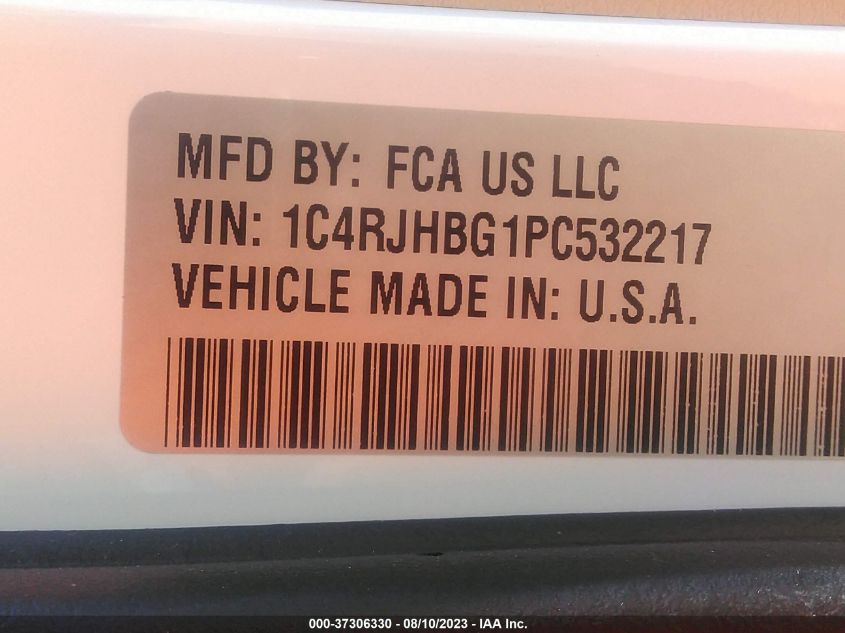 MFD BY: FCA US LLC
VIN: 1C4RJHBG1PC532217
VEHICLE MADE IN: U.S.A.
000-37306330 - 08/10/2023 - IAA Inc.